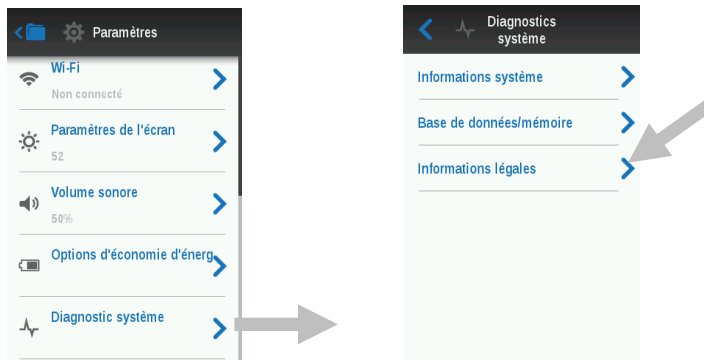 Paramètres
Wi-Fi
Non connecté
Paramètres de l'écran
52
Volume sonore
50%
Options d'économie d'énerg
Diagnostic système
Diagnostics
système
Informations système
Base de données/mémoire
Informations légales